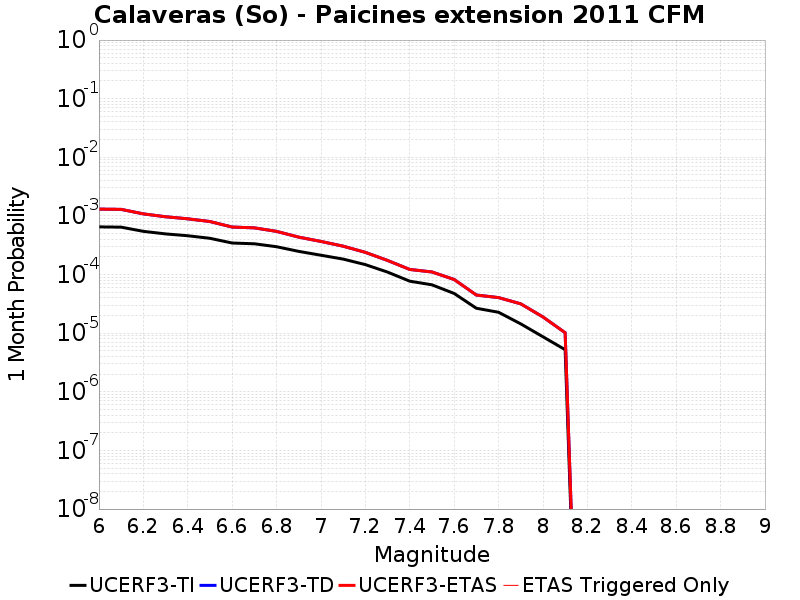 Calaveras (So) - Paicines extension 2011 CFM
10^0
10^-1
10^-2
10^-3
10^-4
10^-5
10^-6
10^-7
10^-8
1 Month Probability
6 6.2 6.4 6.6 6.8 7 7.2 7.4 7.6 7.8 8 8.2 8.4 8.6 8.8 9
Magnitude
UCERF3-TI UCERF3-TD UCERF3-ETAS ETAS Triggered Only